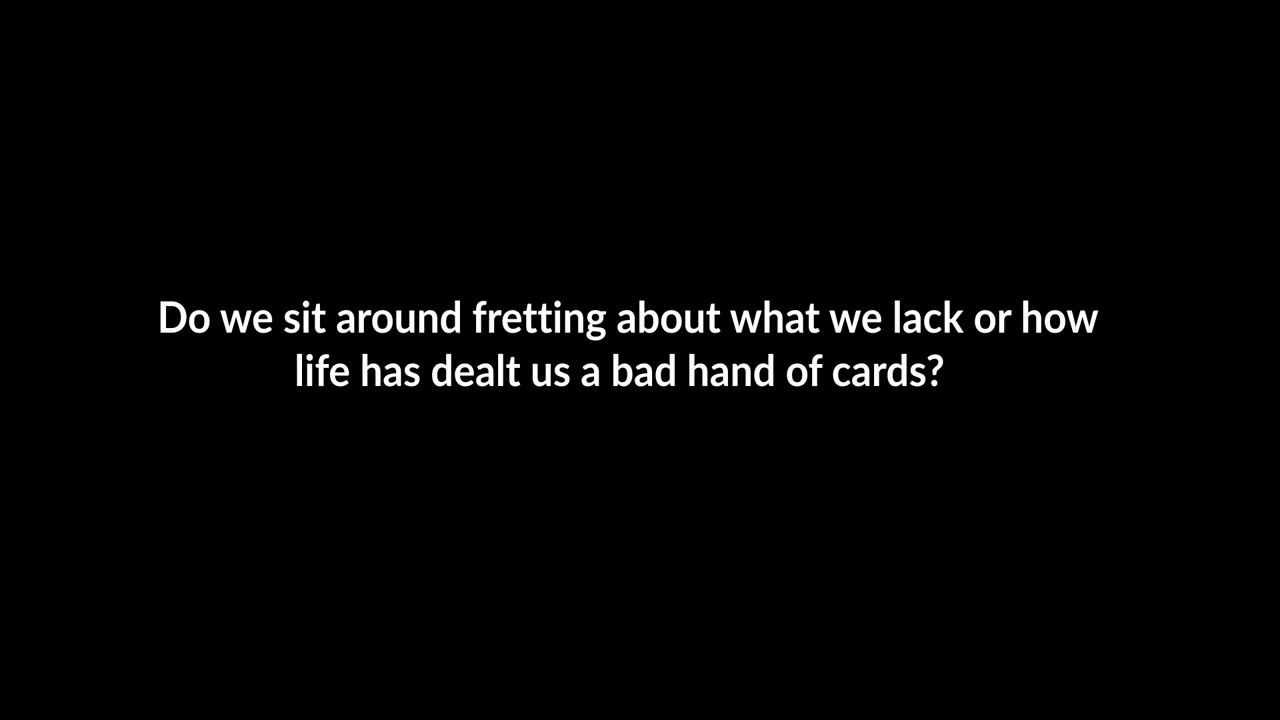 Do we sit around fretting about what we lack or how
life has dealt us a bad hand of cards?